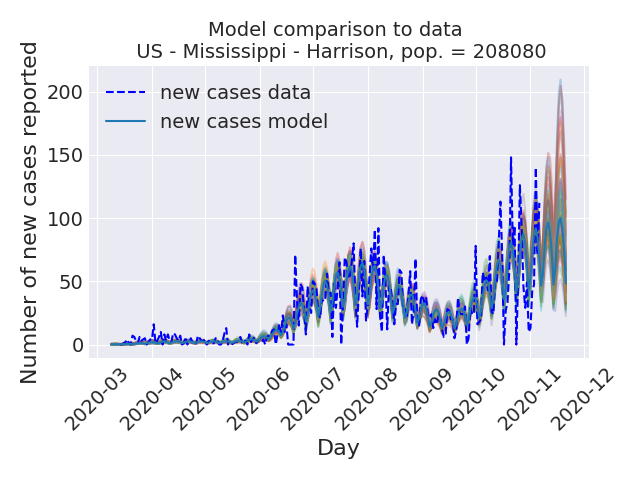 Model comparison to data
US - Mississippi - Harrison, pop. = 208080
Number of new cases reported
200
150
100
50
0
new cases data
new cases model
2020-03
2020-04
2020-05
2020-06
2020-07
2020-08
2020-09
2020-10
2020-11
2020-12
Day